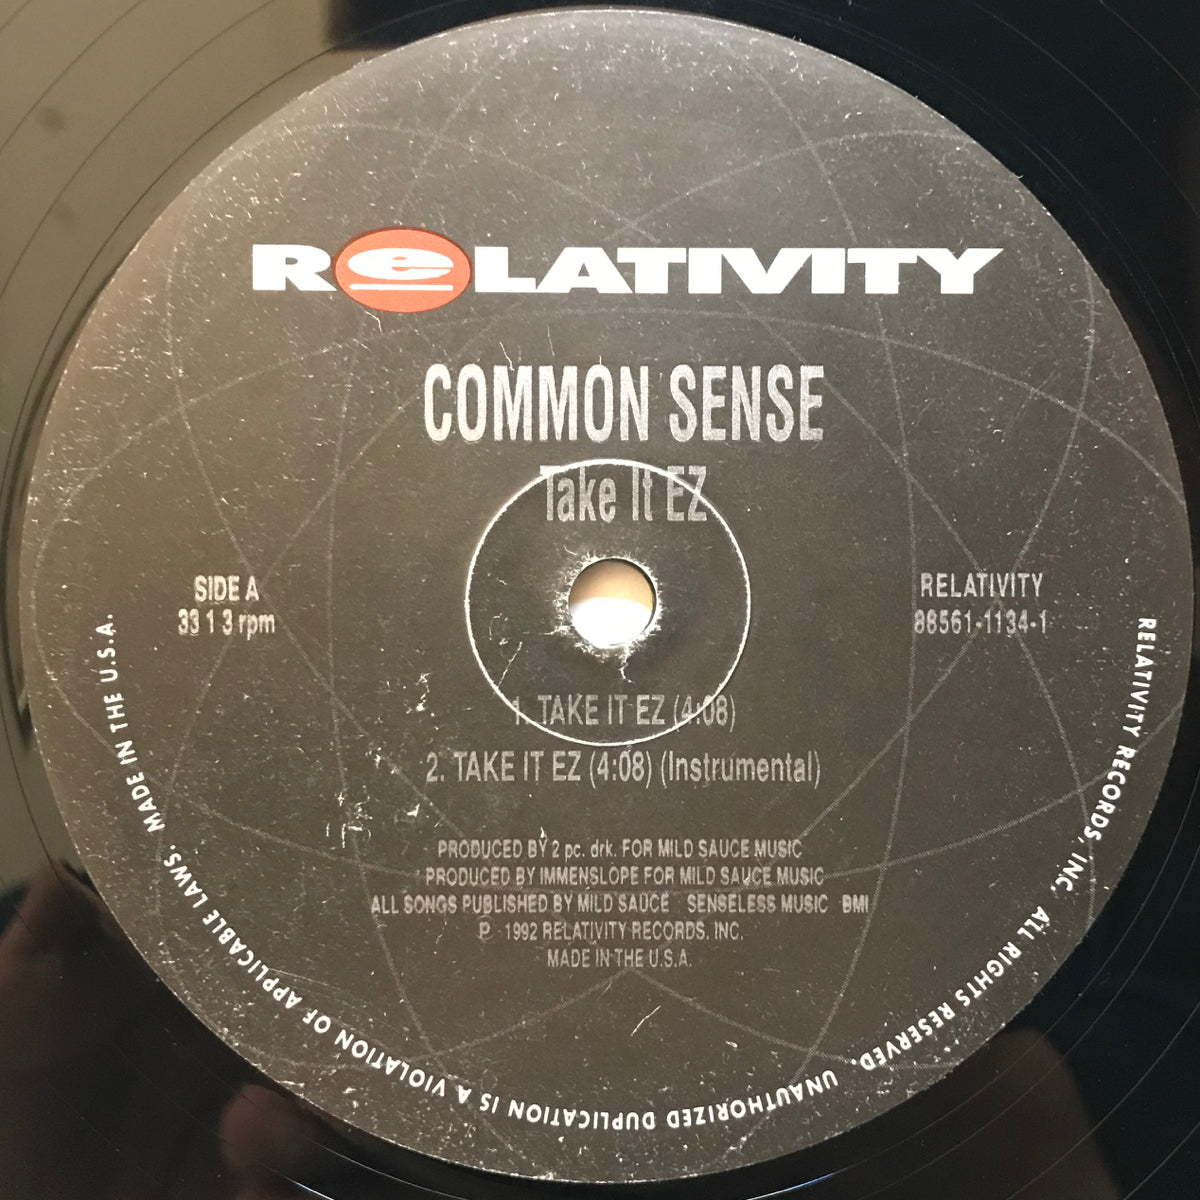 ReLATIVITY
COMMON SENSE
Take It EZ
SIDE A
33 1 3 rpm
RELATIVITY
88561-1134-1
1. TAKE IT EZ (4:08)
2. TAKE IT EZ (4:08) (Instrumental)
PRODUCED BY 2 pc. drk. FOR MILD SAUCE MUSIC
PRODUCED BY IMMENSLOPE FOR MILD SAUCE MUSIC
ALL SONGS PUBLISHED BY MILD SAUCE SENSELESS MUSIC BMI
℗ 1992 RELATIVITY RECORDS, INC.
MADE IN THE U.S.A.
RELATIVITY RECORDS, INC. ALL RIGHTS RESERVED. UNAUTHORIZED DUPLICATION IS A VIOLATION OF APPLICABLE LAWS. MADE IN THE U.S.A.